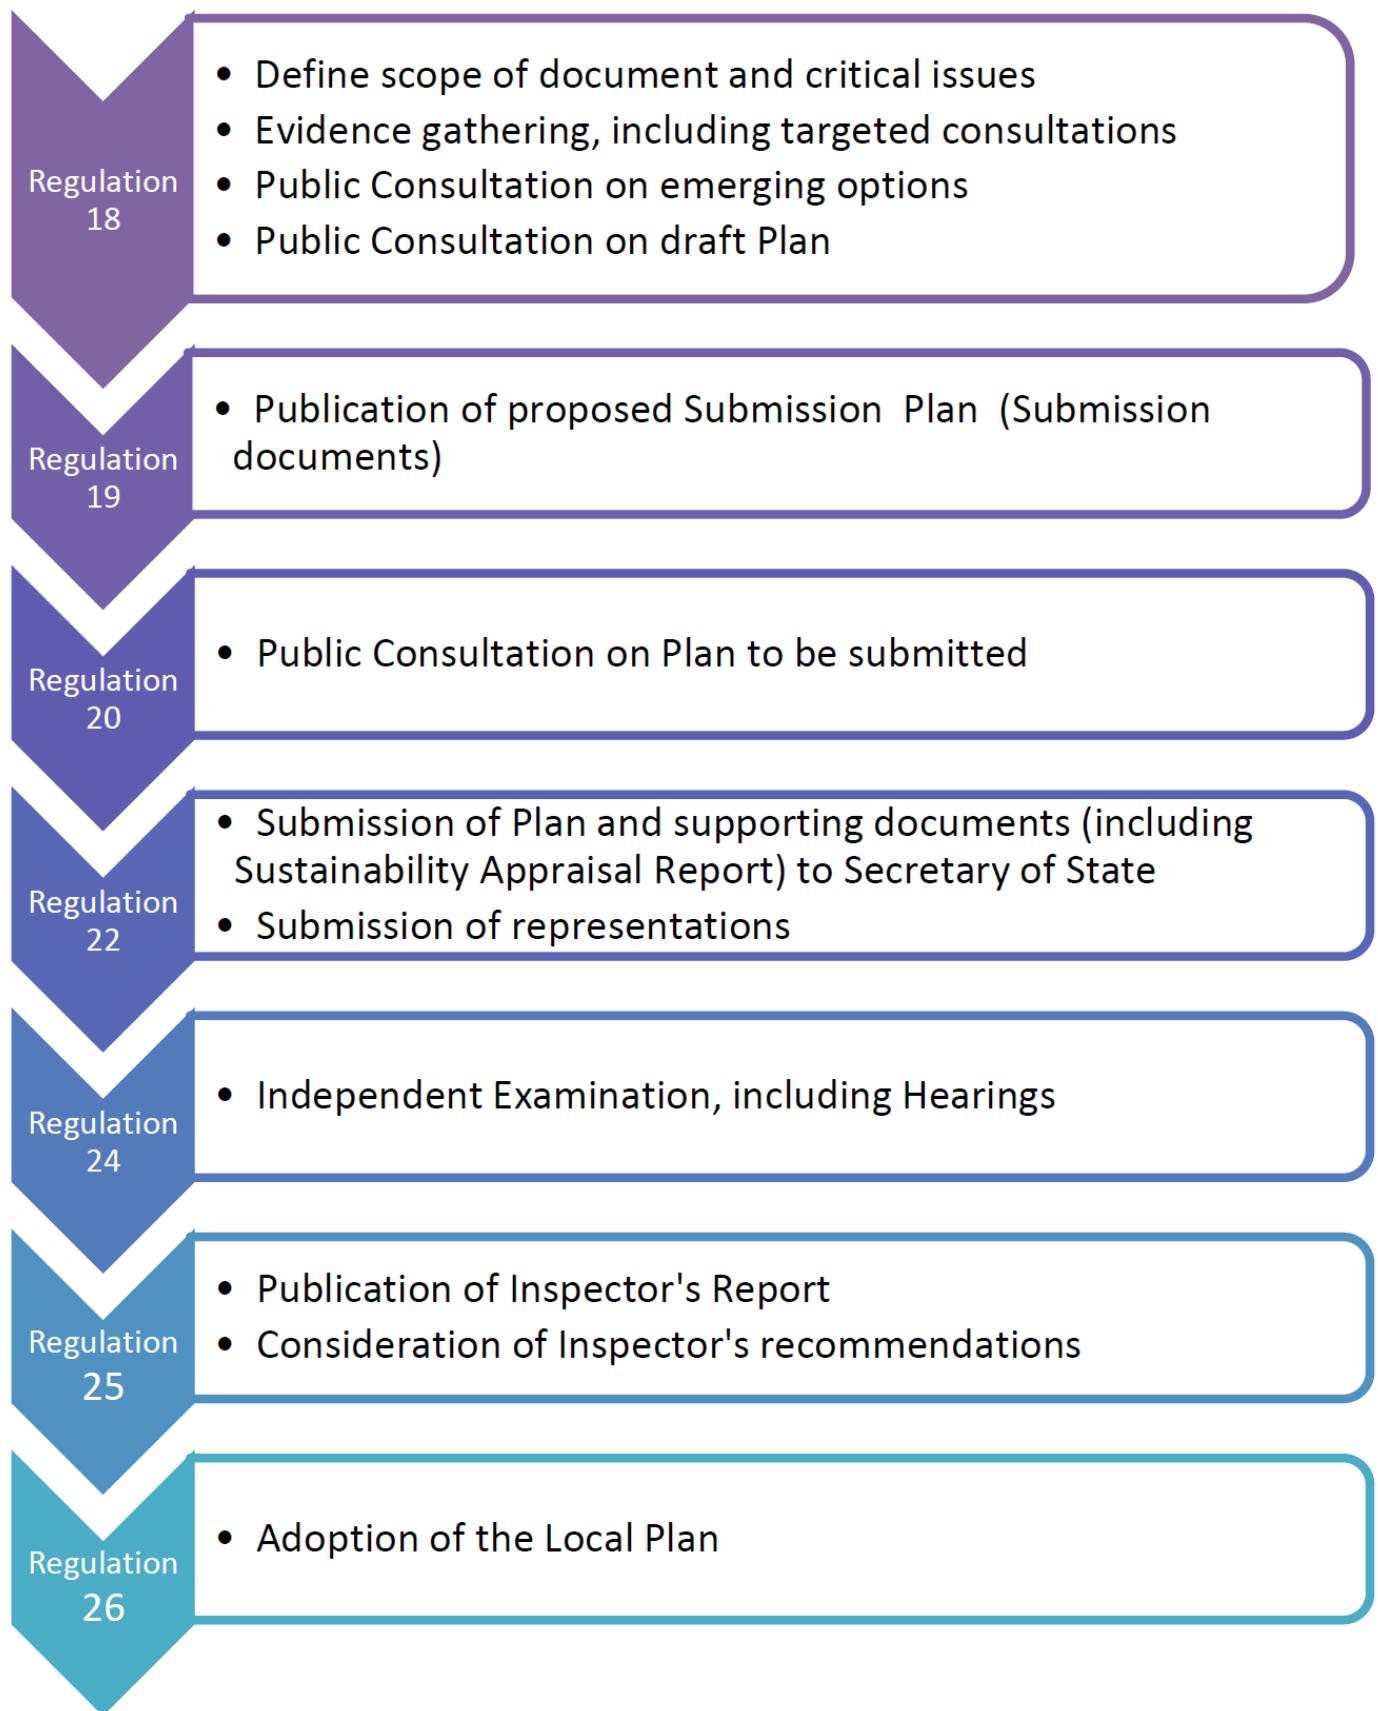 Regulation
18
• Define scope of document and critical issues
• Evidence gathering, including targeted consultations
• Public Consultation on emerging options
• Public Consultation on draft Plan
Regulation
19
• Publication of proposed Submission Plan (Submission
documents)
Regulation
20
• Public Consultation on Plan to be submitted
Regulation
22
• Submission of Plan and supporting documents (including
Sustainability Appraisal Report) to Secretary of State
• Submission of representations
Regulation
24
• Independent Examination, including Hearings
Regulation
25
• Publication of Inspector's Report
• Consideration of Inspector's recommendations
Regulation
26
• Adoption of the Local Plan